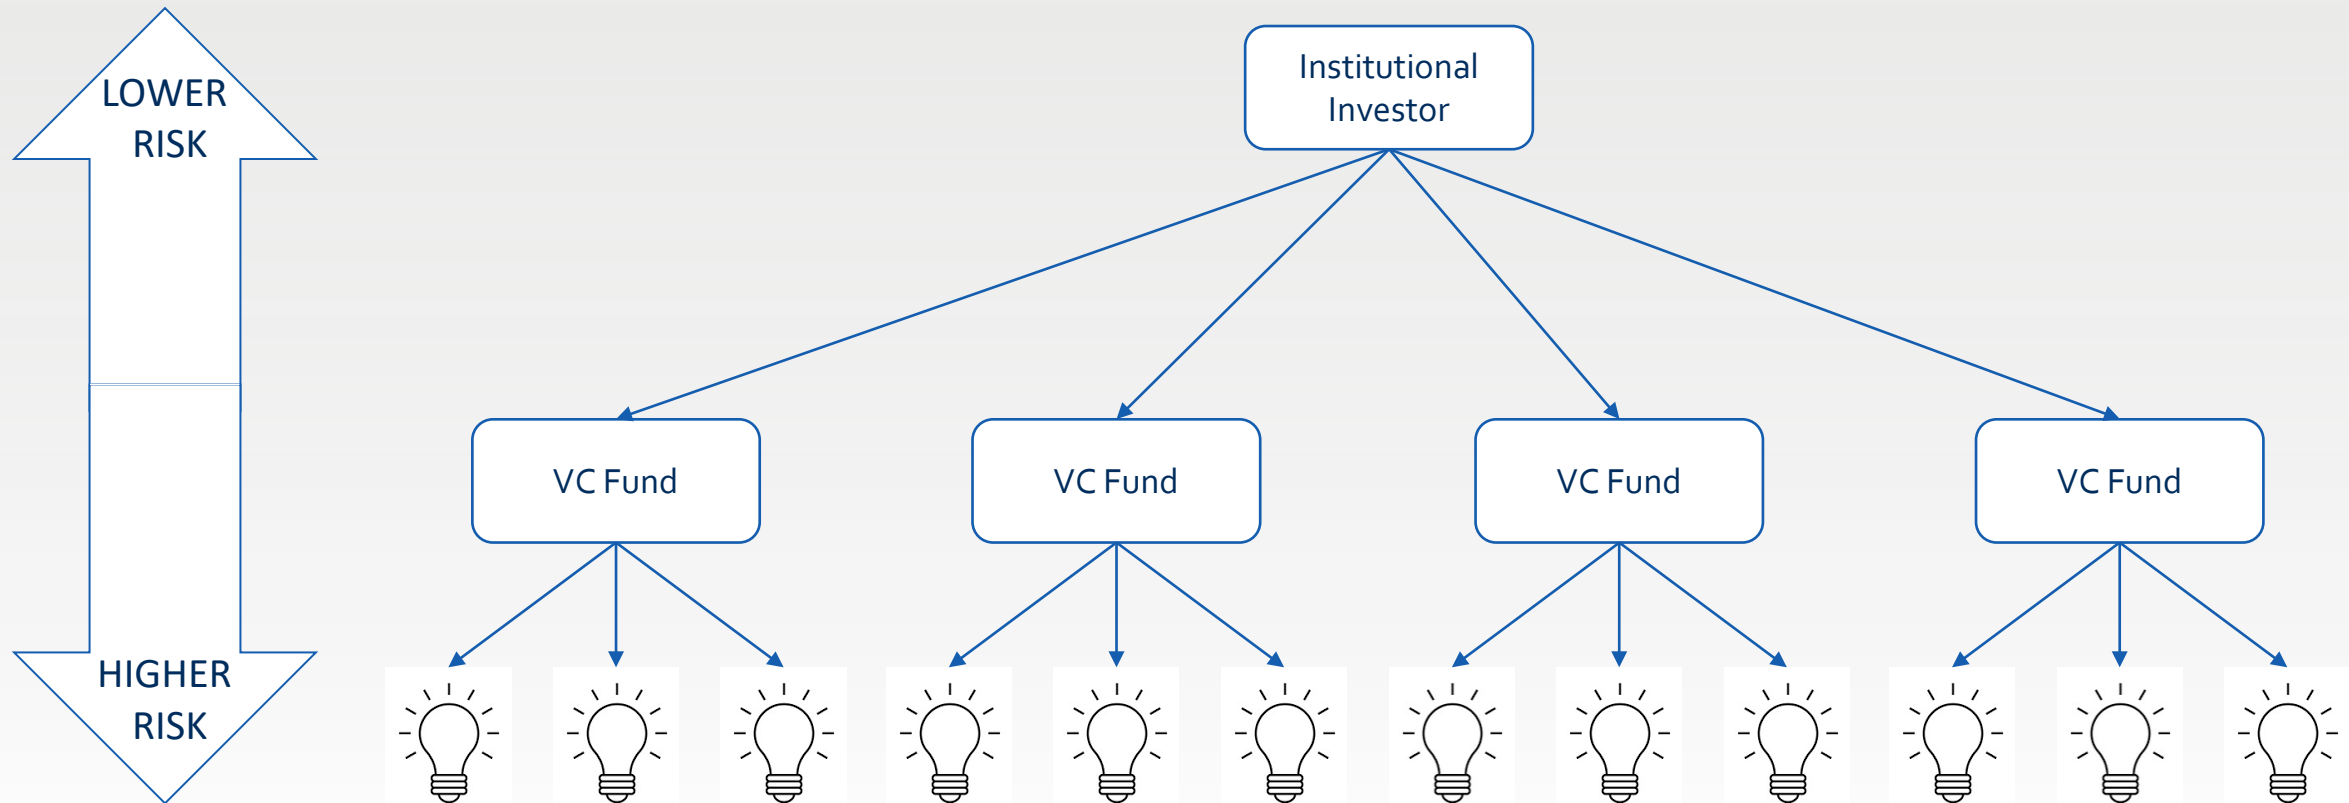 LOWER
RISK
Institutional
Investor
VC Fund
VC Fund
VC Fund
VC Fund
HIGHER
RISK